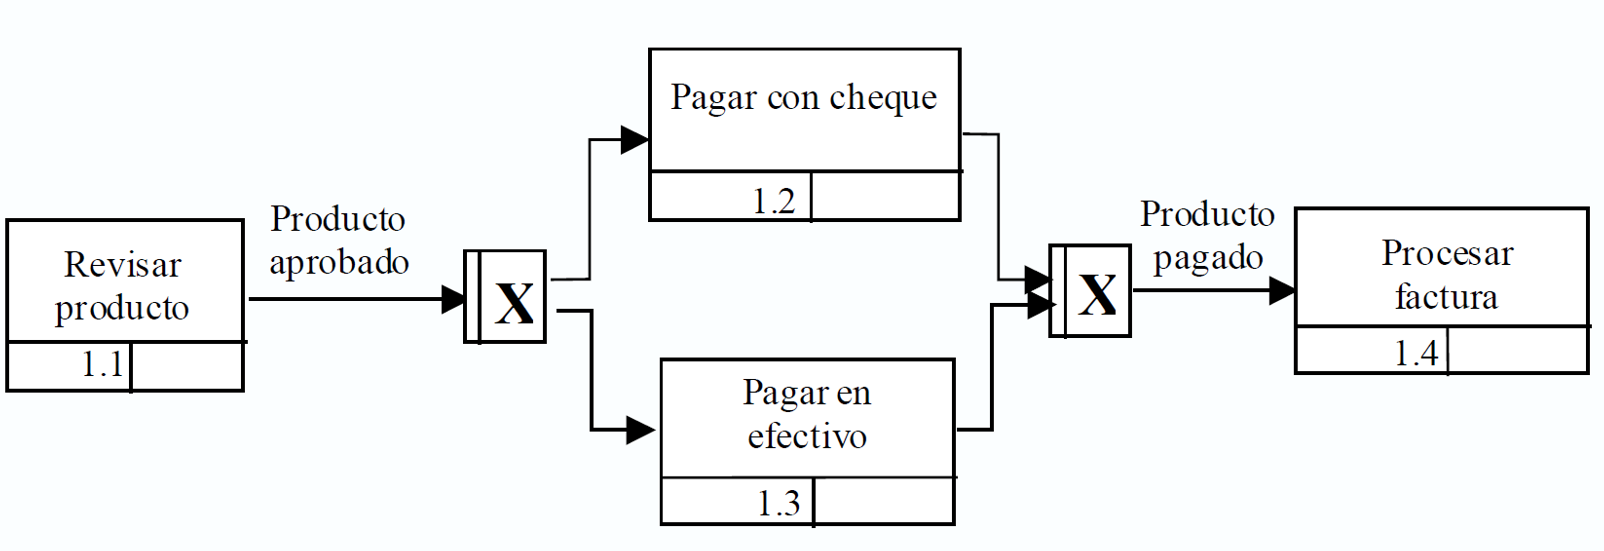 Revisar
producto
1.1
Producto
aprobado
X
Pagar con cheque
1.2
Pagar en
efectivo
1.3
X
Producto
pagado
Procesar
factura
1.4